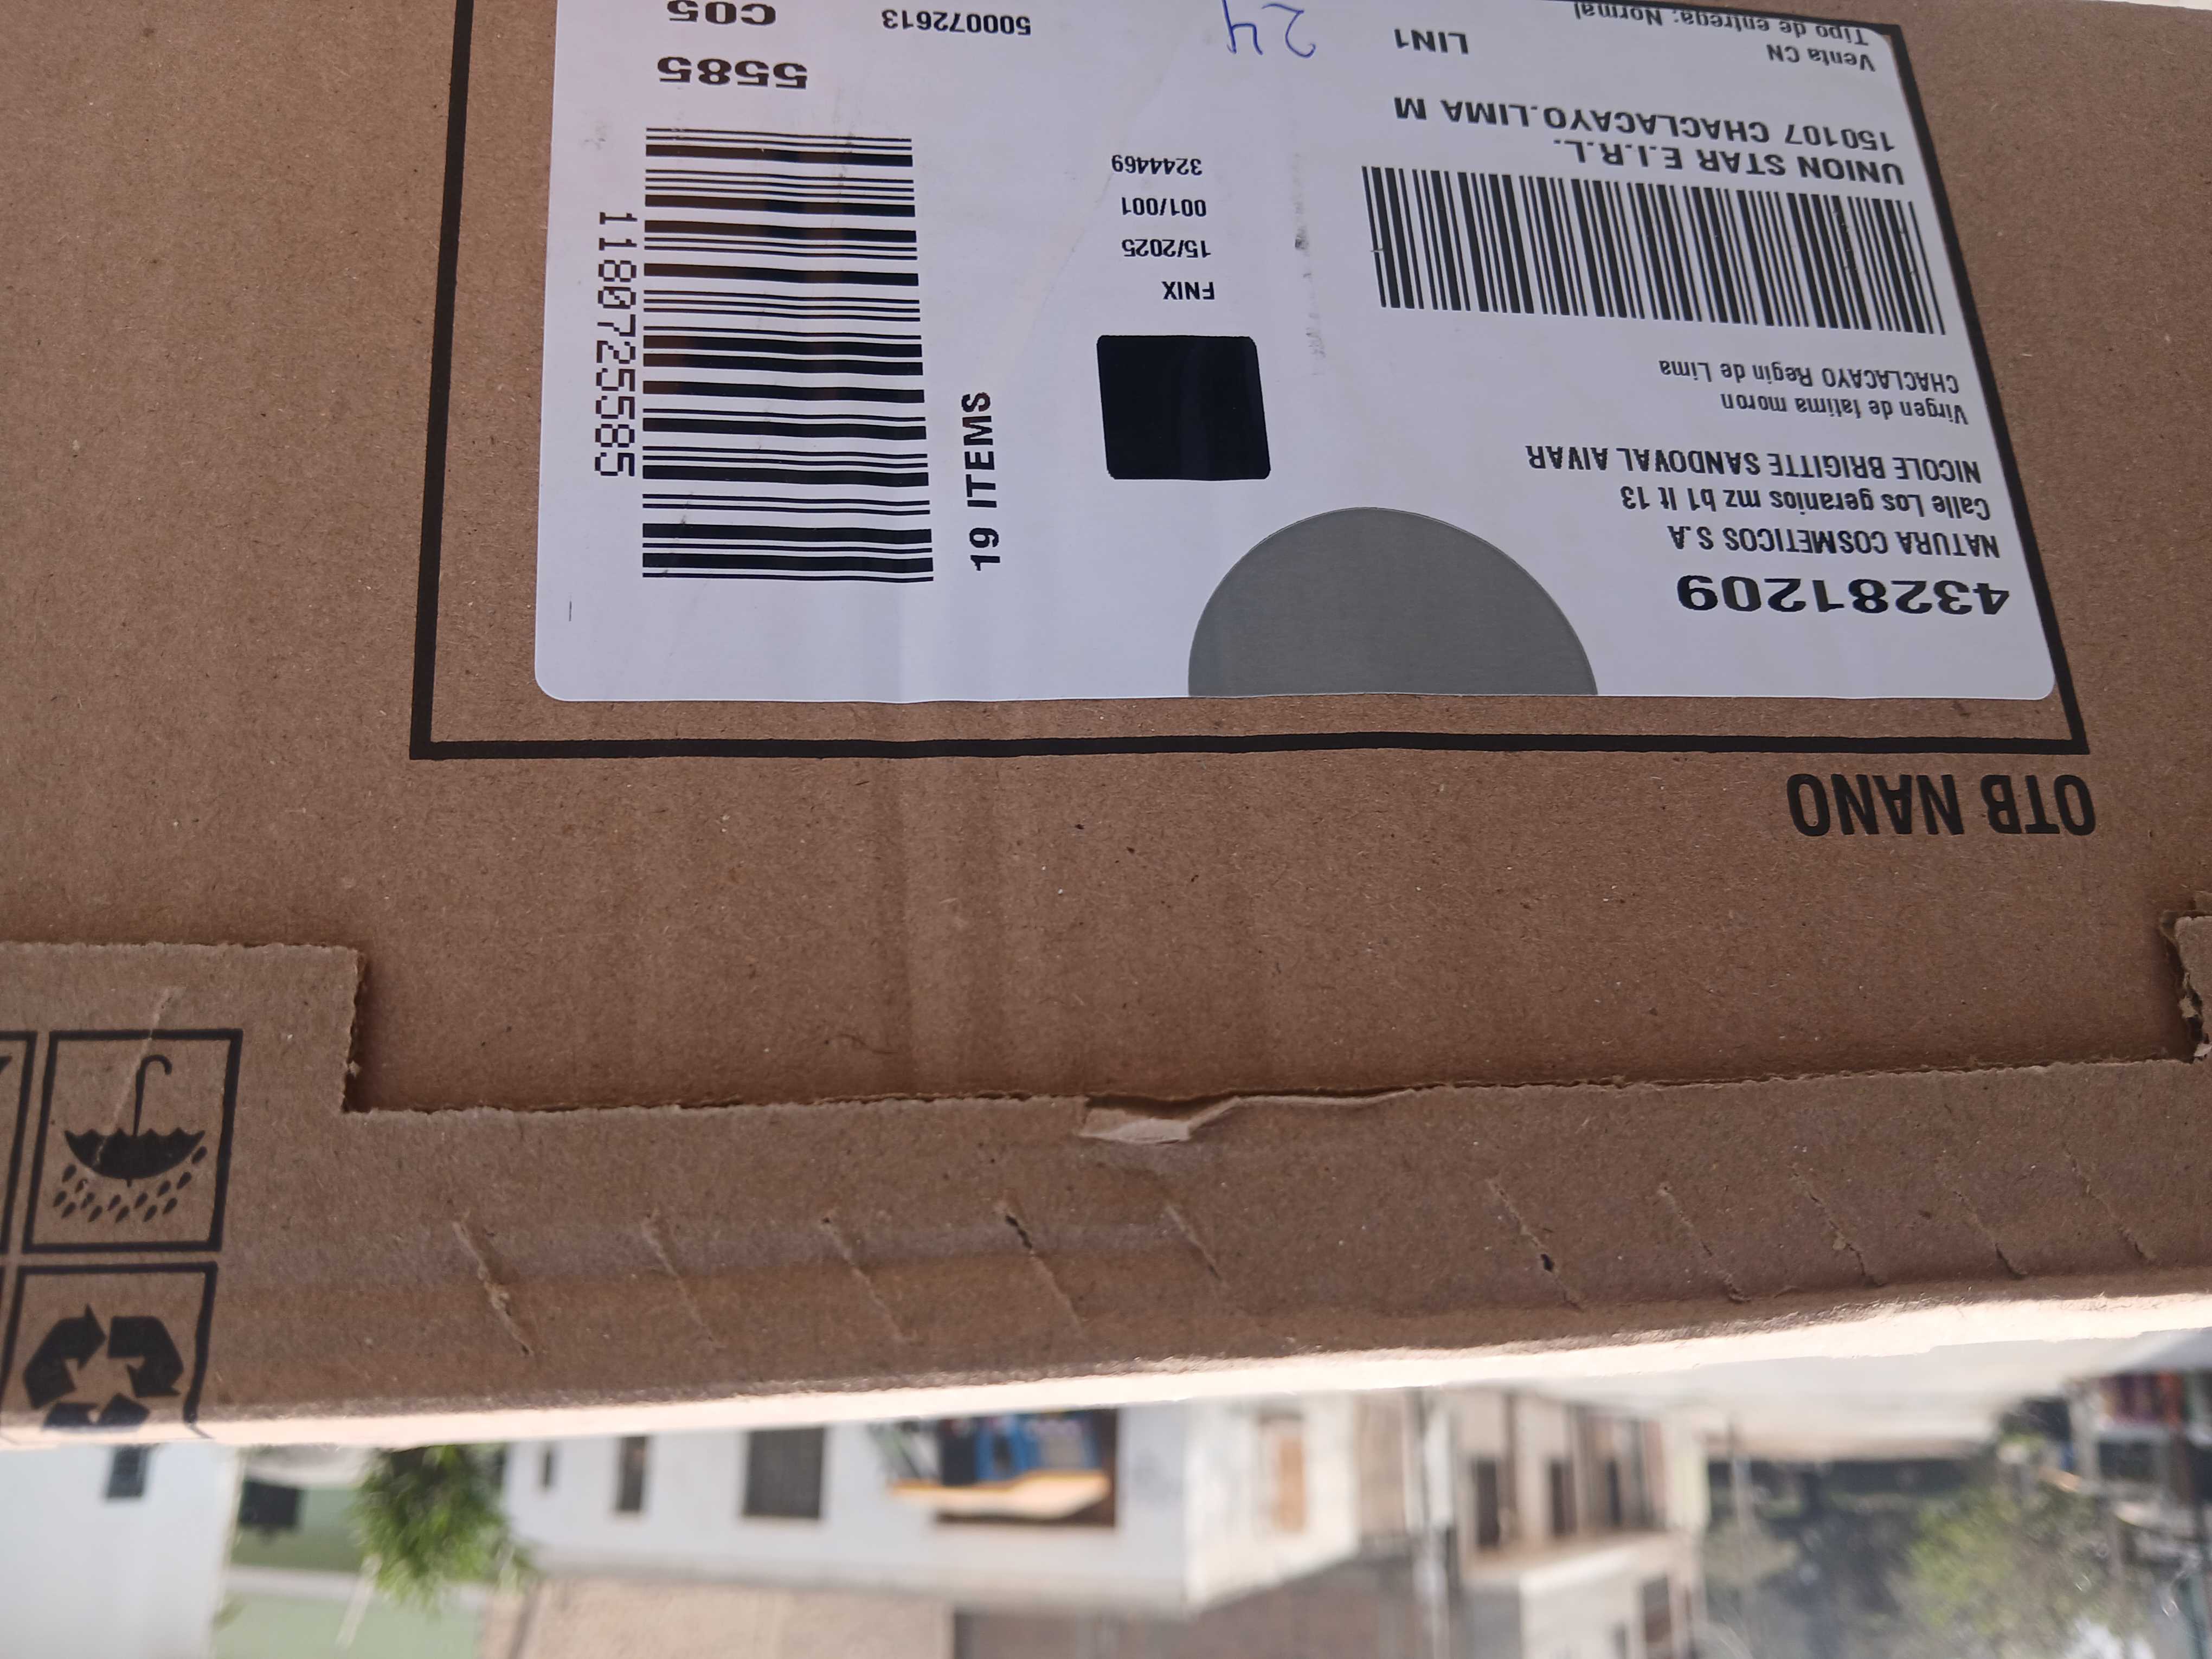 OTB NANO
43281209
NATURA COSMETICOS S.A
Calle Los geranios mz b1 lt 13
NICOLE BRIGITTE SANDOVAL AIVAR
Virgen de fatima moron
CHACLACAYO Regin de Lima
UNION STAR E.I.R.L.
150107 CHACLACAYO.LIMA M
Venta CN
Tipo de entrega: Normal
LIN1
24
FNIX
15/2025
001/001
3244469
500072613
19 ITEMS
1180725585
5585
C05